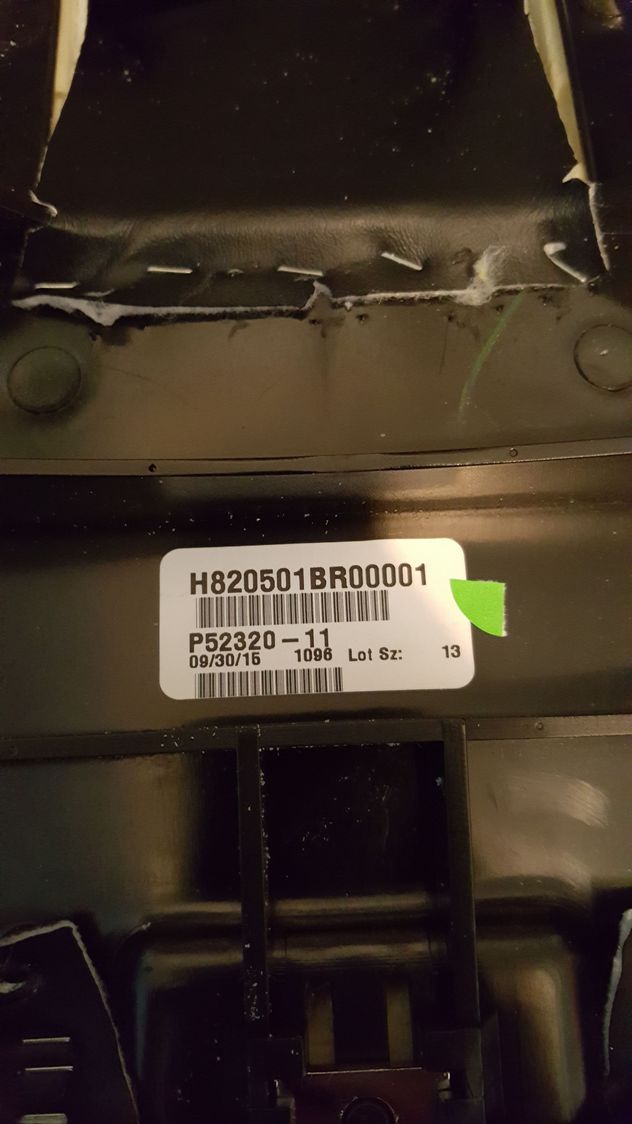 H820501BR00001
P52320-11
09/30/15 1096 Lot Sz: 13